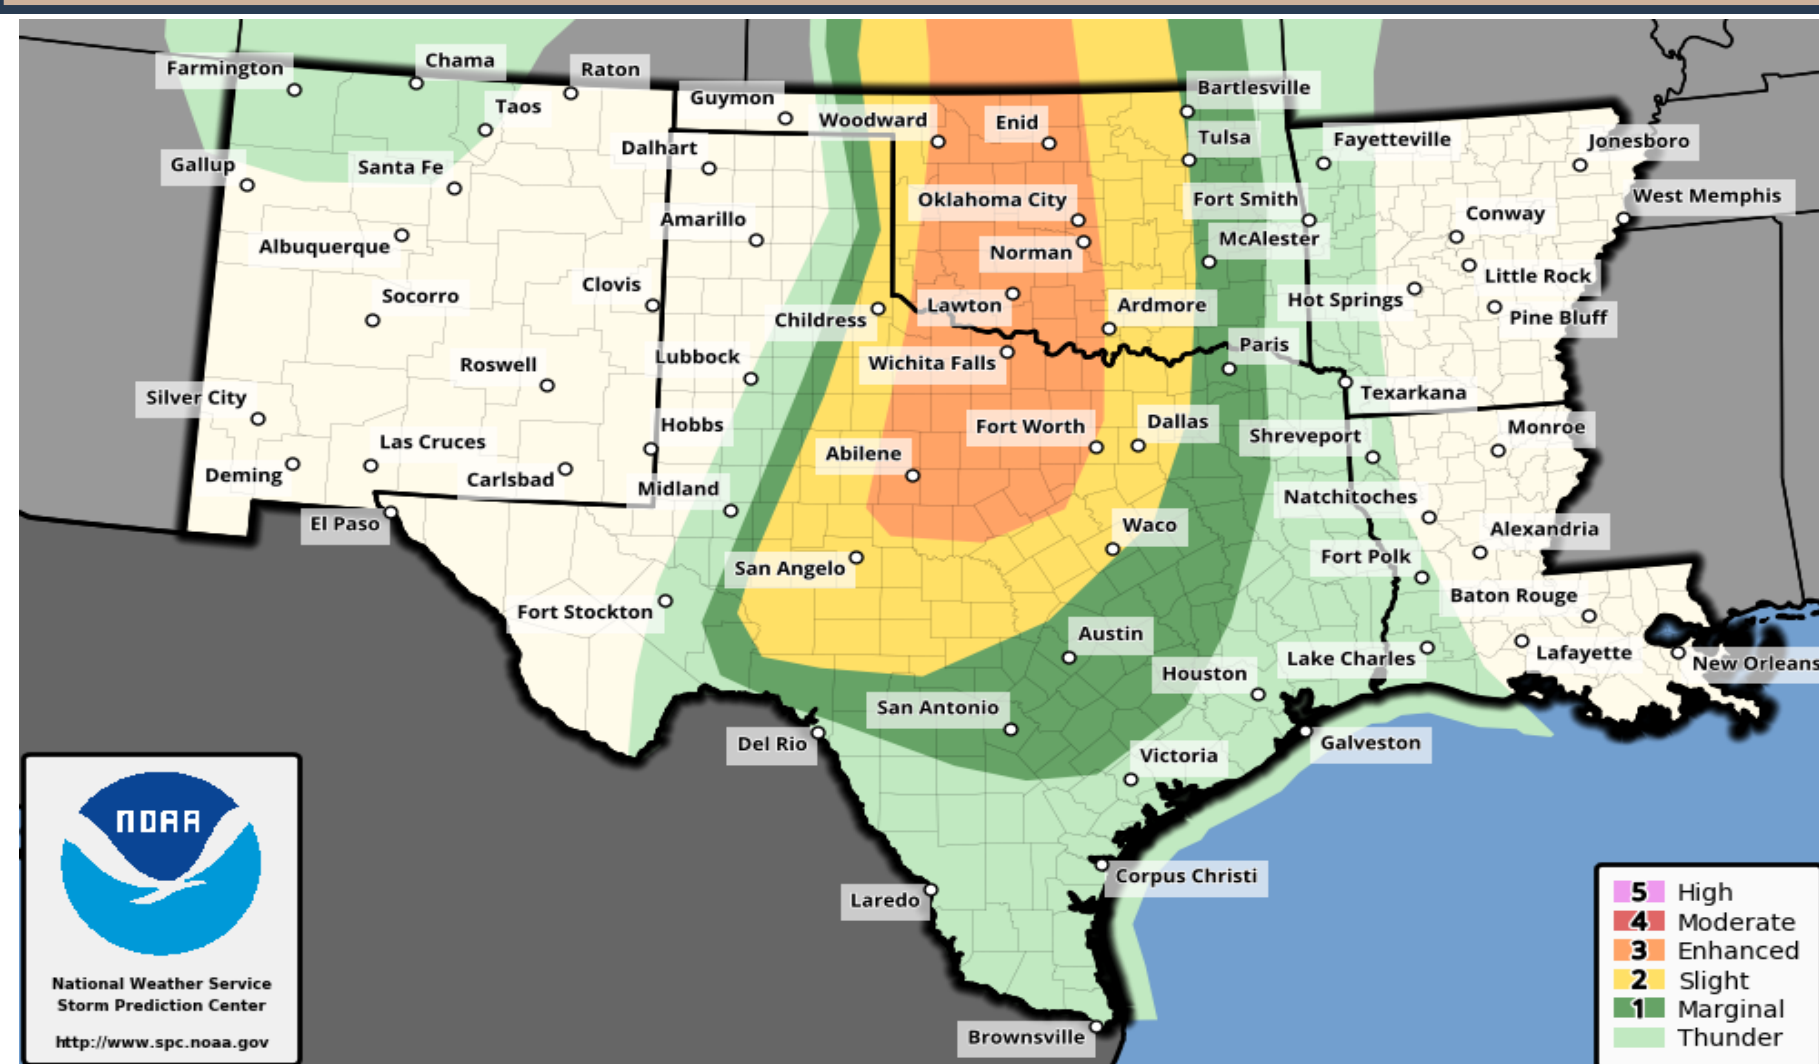 Farmington
Chama
Raton
Taos
Guymon
Woodward
Enid
Bartlesville
Tulsa
Fayetteville
Jonesboro
Gallup
Santa Fe
Dalhart
Oklahoma City
Fort Smith
West Memphis
Albuquerque
Amarillo
Norman
McAlester
Conway
Socorro
Clovis
Childress
Lawton
Ardmore
Hot Springs
Little Rock
Pine Bluff
Roswell
Lubbock
Wichita Falls
Paris
Silver City
Hobbs
Texarkana
Las Cruces
Fort Worth
Dallas
Shreveport
Monroe
Deming
Carlsbad
Midland
Abilene
Natchitoches
El Paso
Waco
Alexandria
San Angelo
Fort Polk
Fort Stockton
Baton Rouge
Austin
Houston
Lake Charles
Lafayette
New Orleans
San Antonio
Del Rio
Victoria
Galveston
Laredo
Corpus Christi
Brownsville
NOAA
National Weather Service
Storm Prediction Center
http://www.spc.noaa.gov
5 High
4 Moderate
3 Enhanced
2 Slight
1 Marginal
Thunder